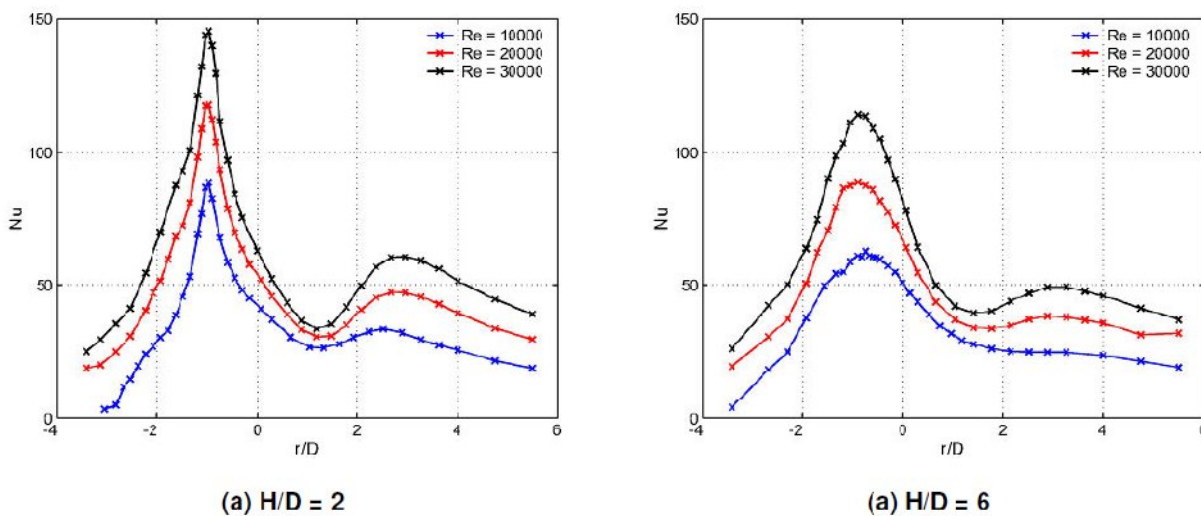 150
100
50
0
Nu
-4 -2 0 2 4 6
r/D
Re = 10000
Re = 20000
Re = 30000
(a) H/D = 2
150
100
50
0
Nu
-4 -2 0 2 4 6
r/D
Re = 10000
Re = 20000
Re = 30000
(a) H/D = 6